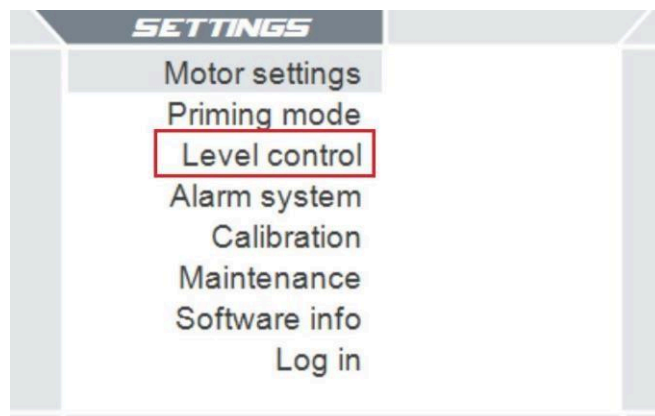 SETTINGS
Motor settings
Priming mode
Level control
Alarm system
Calibration
Maintenance
Software info
Log in